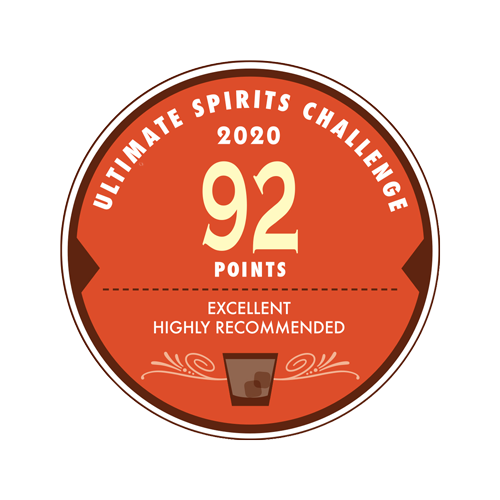 ULTIMATE SPIRITS CHALLENGE
2020
92
POINTS
EXCELLENT
HIGHLY RECOMMENDED